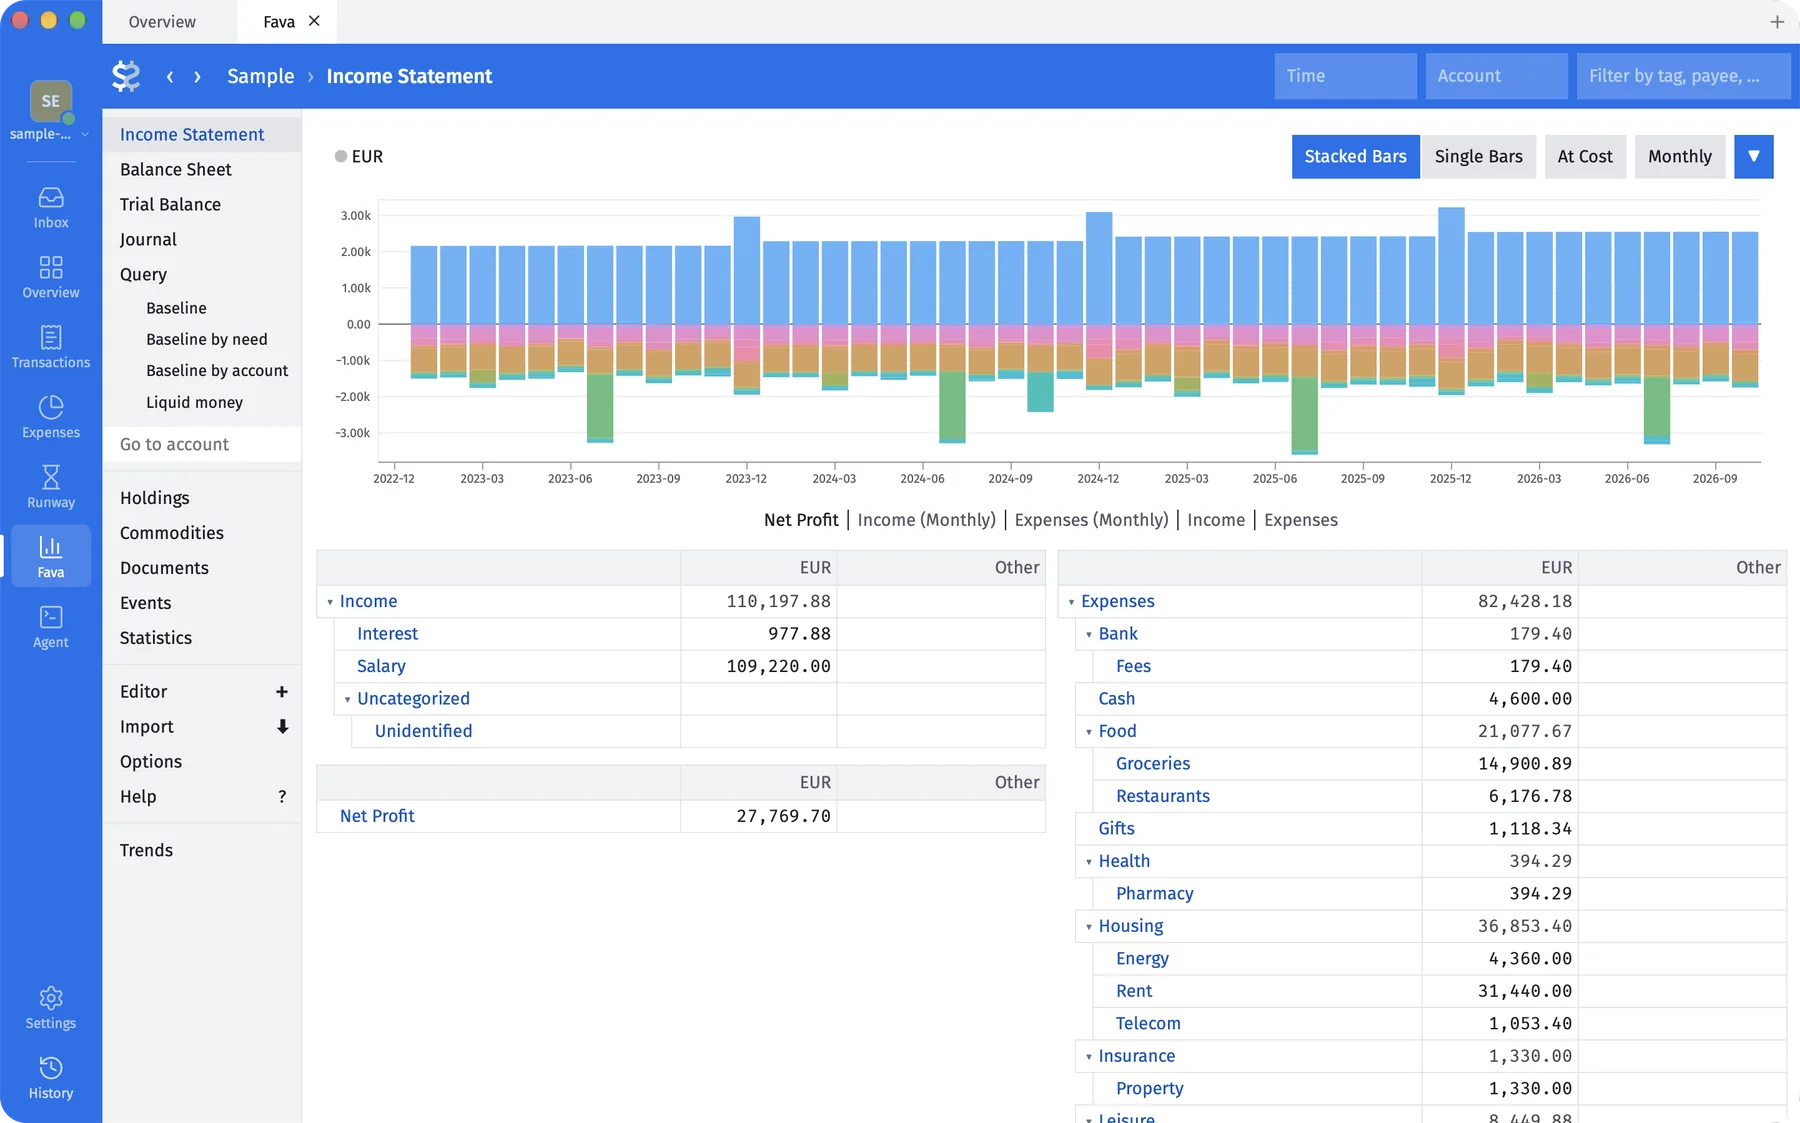 Overview
Fava ×
+
SE
sample-...
Inbox
Overview
Transactions
Expenses
Runway
Fava
Agent
Settings
History
‹ › Sample › Income Statement
Time
Account
Filter by tag, payee, ...
Income Statement
Balance Sheet
Trial Balance
Journal
Query
Baseline
Baseline by need
Baseline by account
Liquid money
Go to account
Holdings
Commodities
Documents
Events
Statistics
Editor +
Import
Options
Help ?
Trends
EUR
Stacked Bars Single Bars At Cost Monthly ▼
3.00k
2.00k
1.00k
0.00
−1.00k
−2.00k
−3.00k
2022-12 2023-03 2023-06 2023-09 2023-12 2024-03 2024-06 2024-09 2024-12 2025-03 2025-06 2025-09 2025-12 2026-03 2026-06 2026-09
Net Profit | Income (Monthly) | Expenses (Monthly) | Income | Expenses
EUR Other
Income 110,197.88
Interest 977.88
Salary 109,220.00
Uncategorized
Unidentified
EUR Other
Net Profit 27,769.70
EUR Other
Expenses 82,428.18
Bank 179.40
Fees 179.40
Cash 4,600.00
Food 21,077.67
Groceries 14,900.89
Restaurants 6,176.78
Gifts 1,118.34
Health 394.29
Pharmacy 394.29
Housing 36,853.40
Energy 4,360.00
Rent 31,440.00
Telecom 1,053.40
Insurance 1,330.00
Property 1,330.00
Leisure 8,449.88